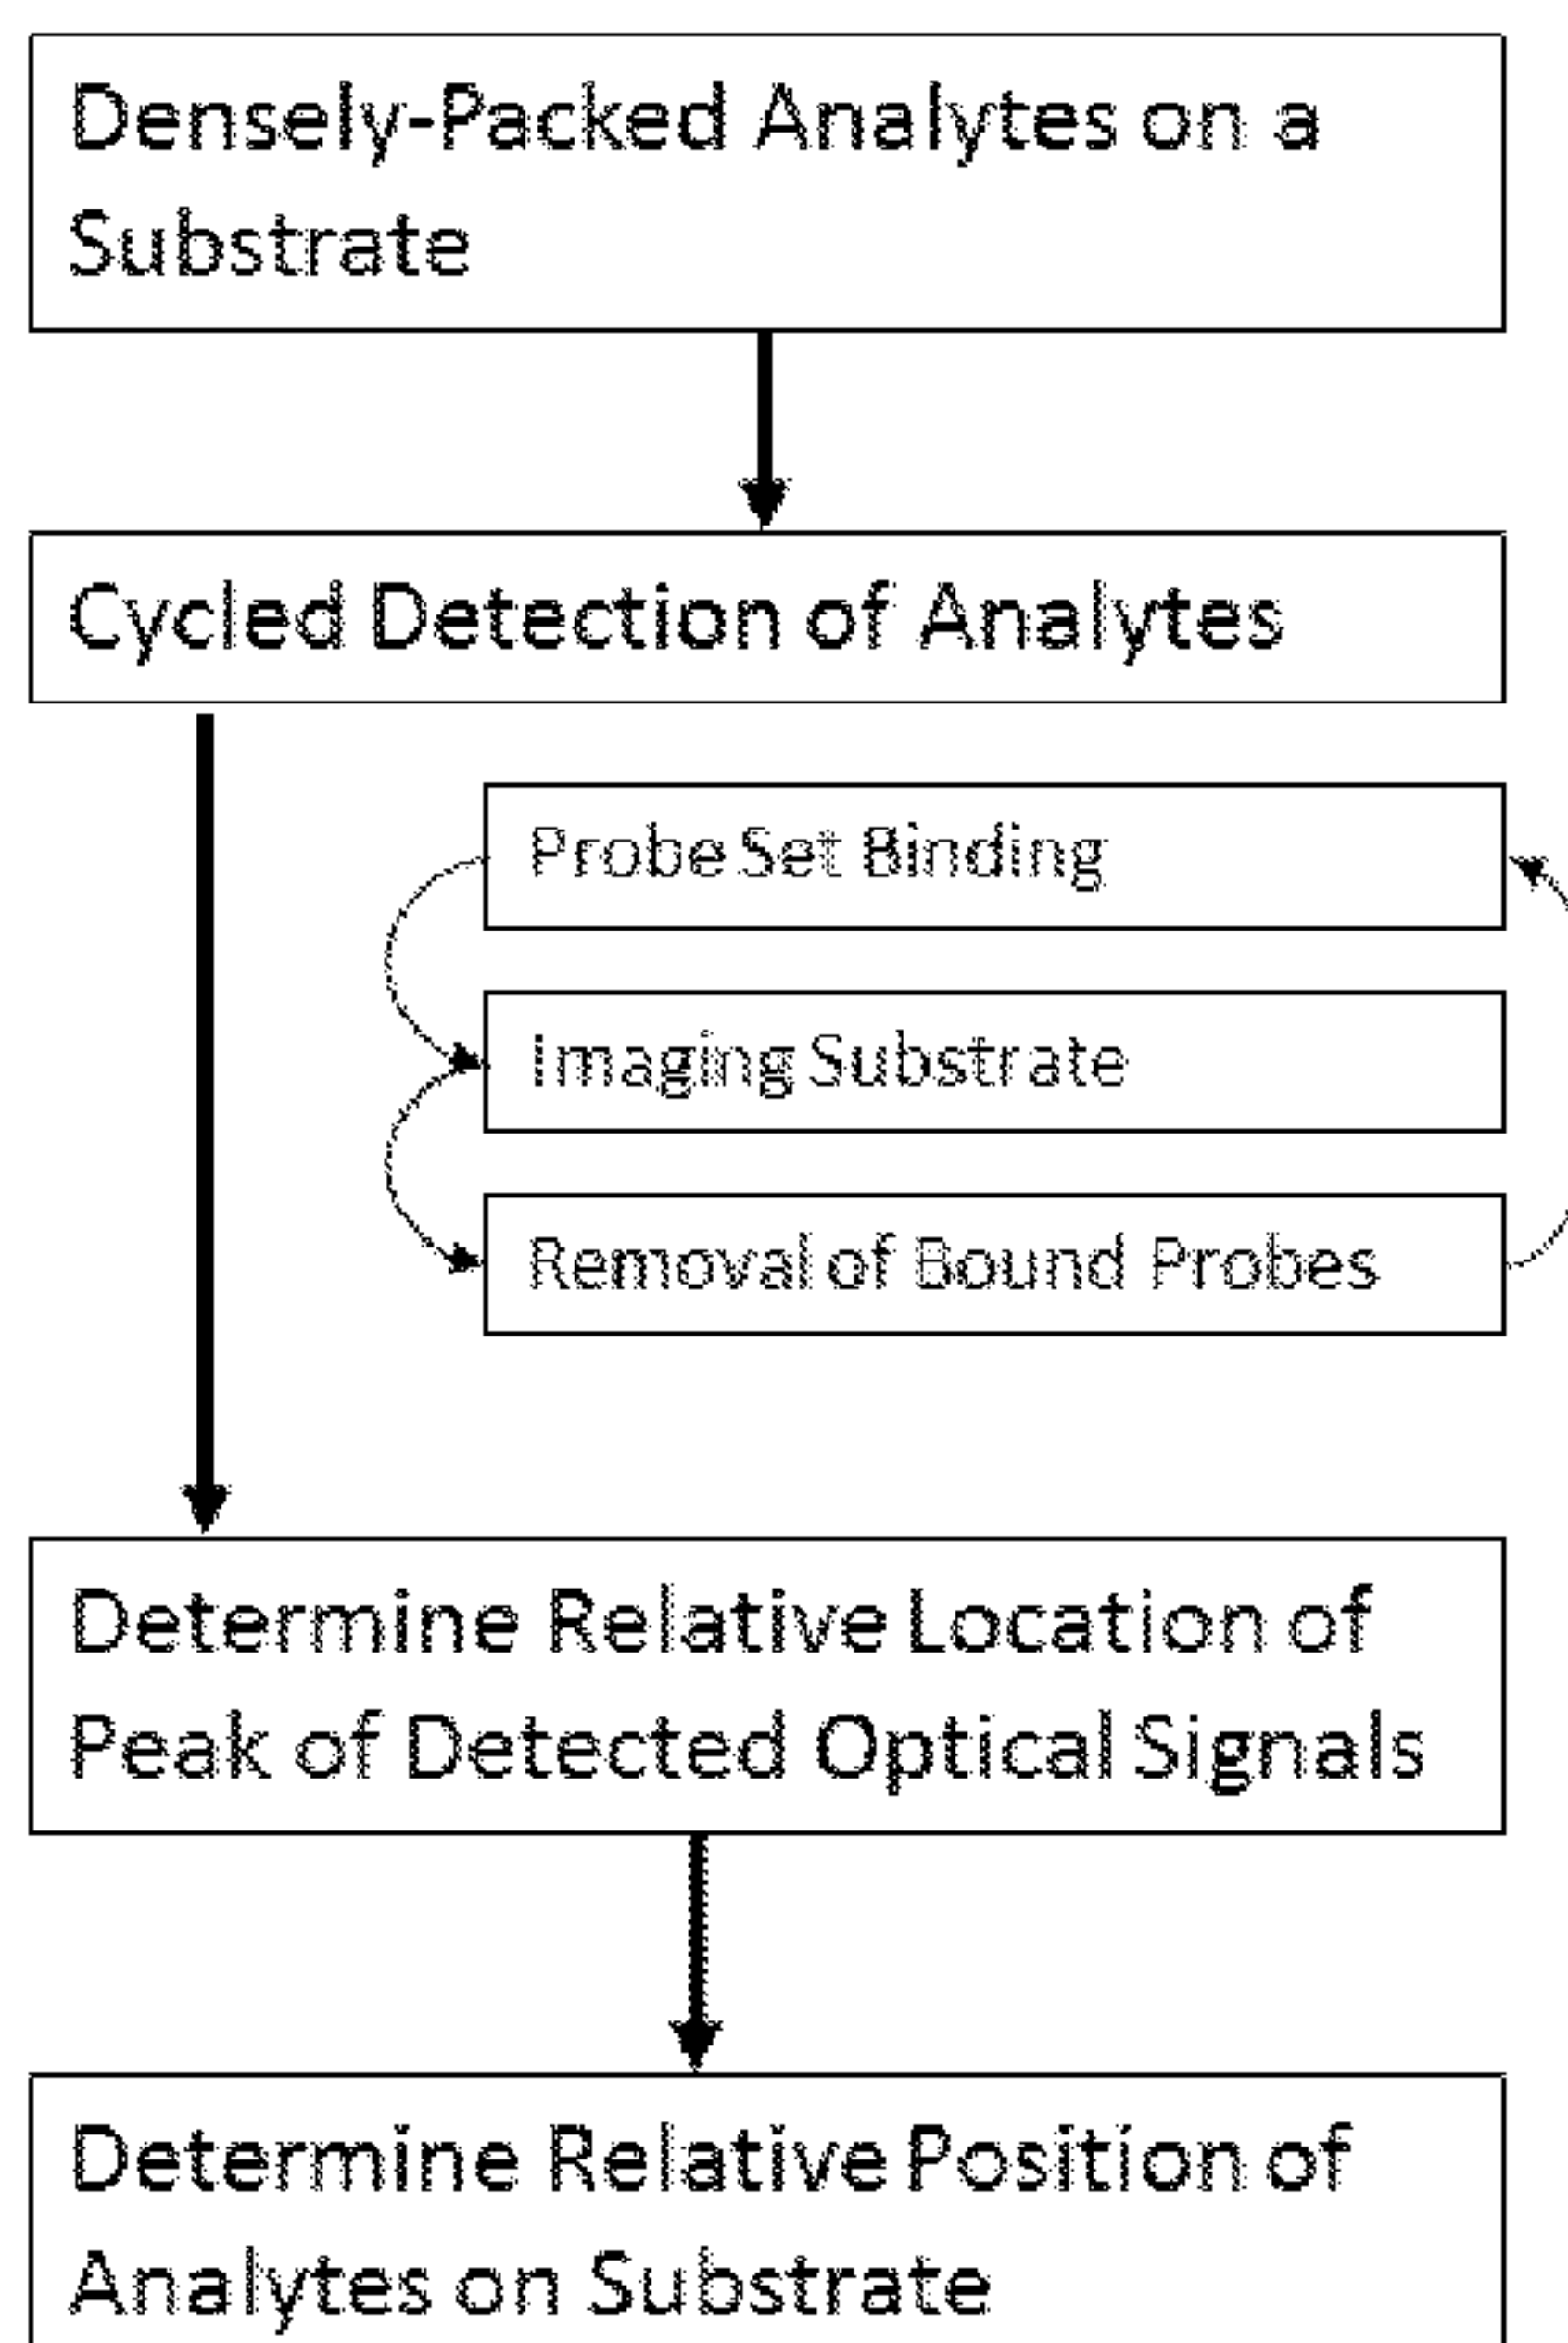 Densely-Packed Analytes on a
Substrate
Cycled Detection of Analytes
Probe Set Binding
Imaging Substrate
Removal of Bound Probes
Determine Relative Location of
Peak of Detected Optical Signals
Determine Relative Position of
Analytes on Substrate